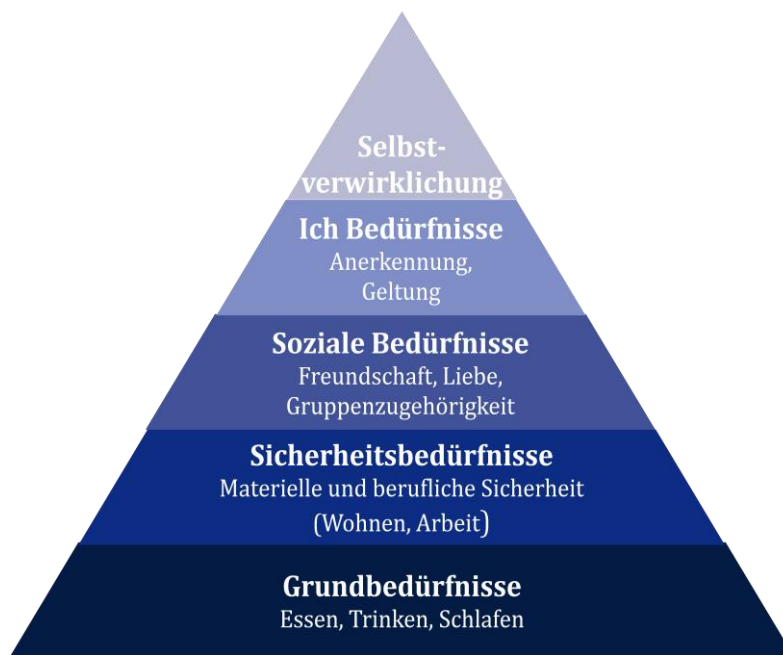 Selbst-
verwirklichung
Ich Bedürfnisse
Anerkennung,
Geltung
Soziale Bedürfnisse
Freundschaft, Liebe,
Gruppenzugehörigkeit
Sicherheitsbedürfnisse
Materielle und berufliche Sicherheit
(Wohnen, Arbeit)
Grundbedürfnisse
Essen, Trinken, Schlafen